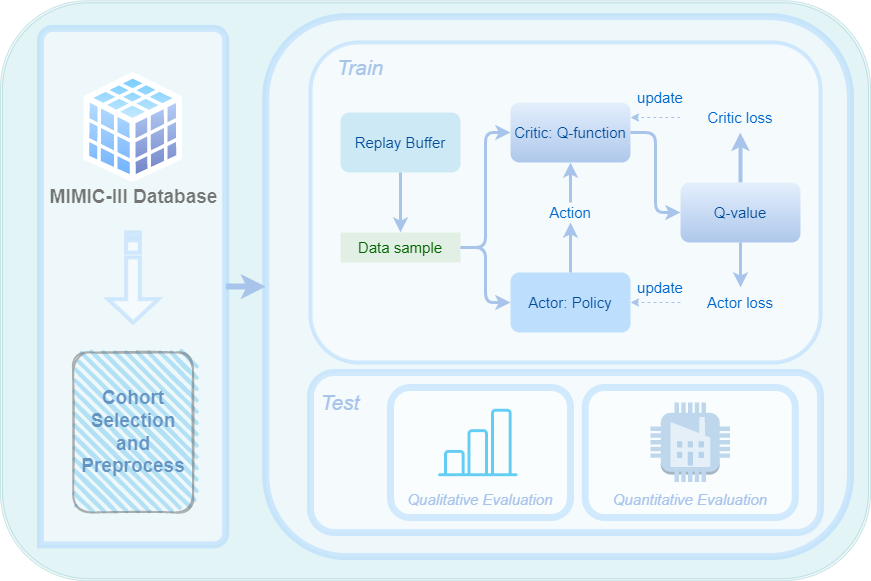 MIMIC-III Database
Cohort
Selection
and
Preprocess
Train
Replay Buffer
Data sample
Critic: Q-function
update
Critic loss
Action
Q-value
Actor: Policy
update
Actor loss
Test
Qualitative Evaluation
Quantitative Evaluation